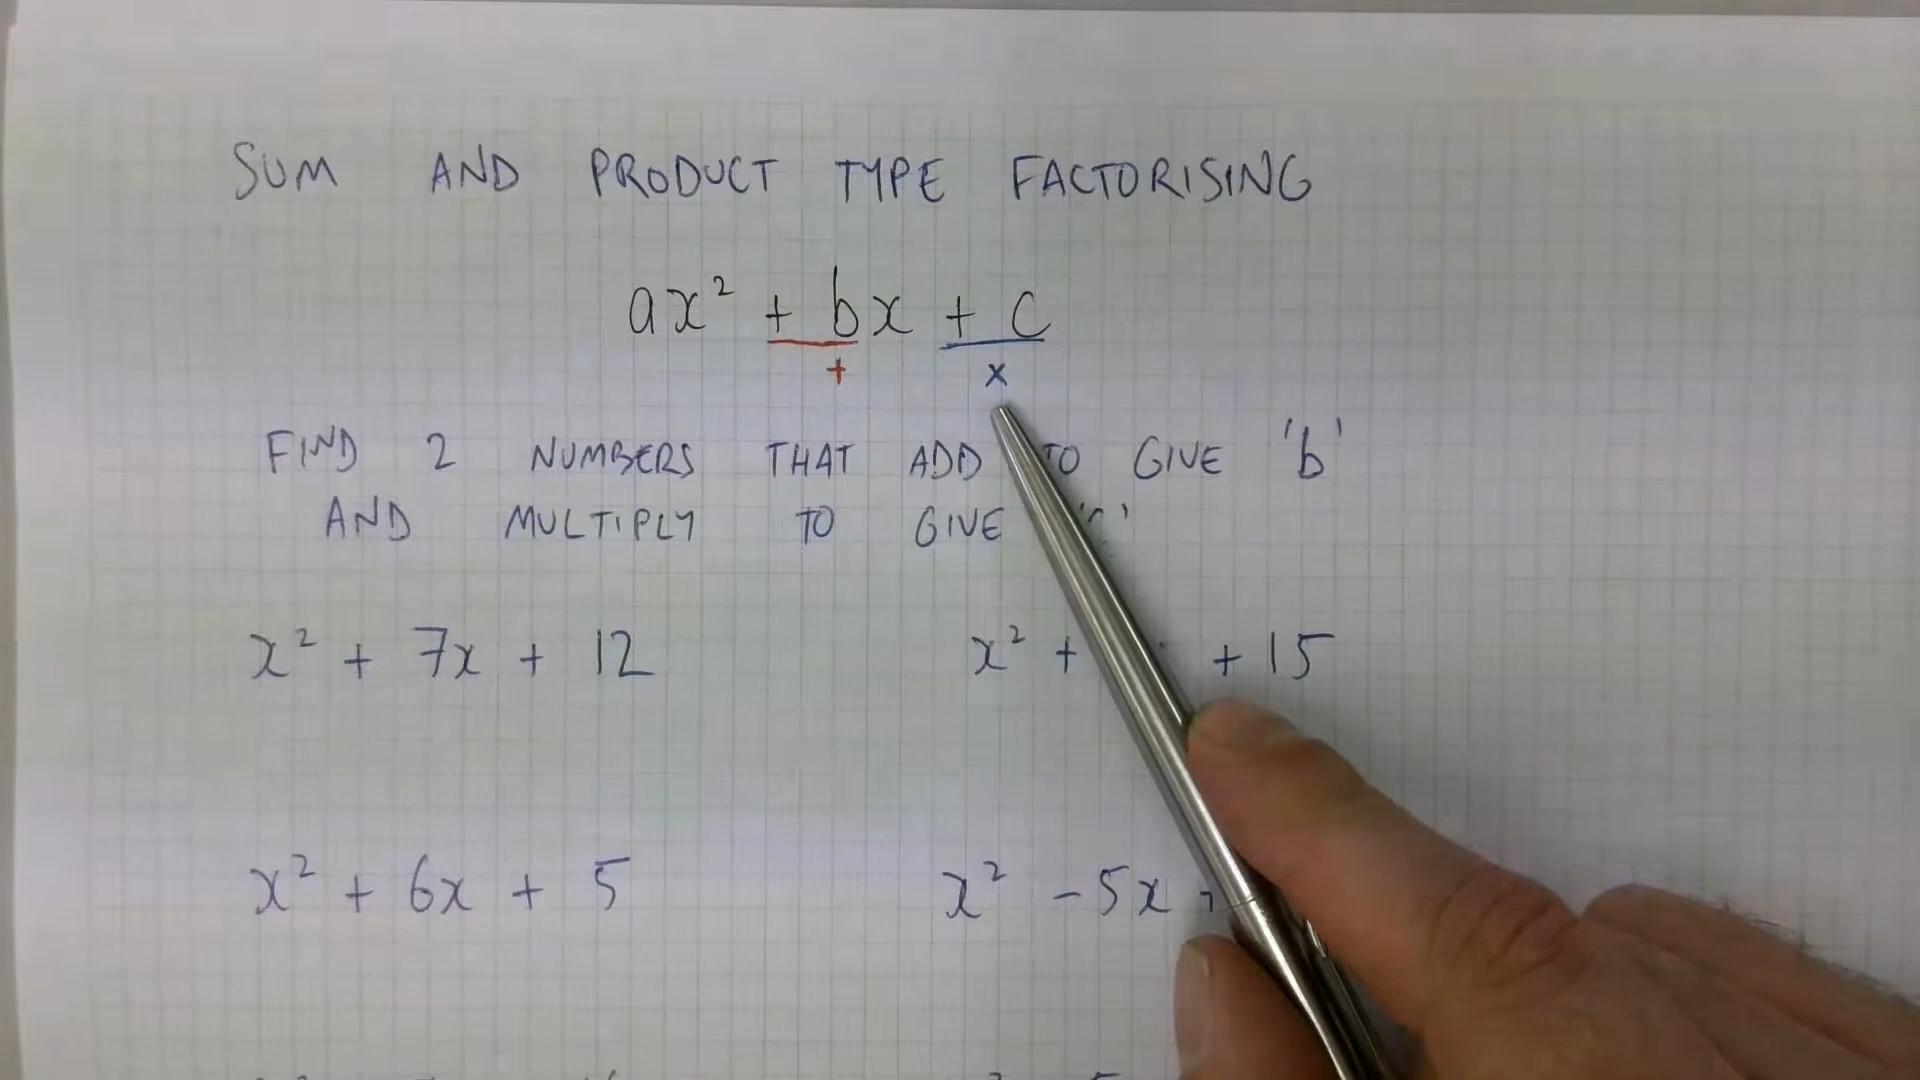 SUM AND PRODUCT TYPE FACTORISING
ax² + bx + c
+ x
FIND 2 NUMBERS THAT ADD TO GIVE 'b'
AND MULTIPLY TO GIVE
x² + 7x + 12
x² + + 15
x² + 6x + 5
x² - 5x